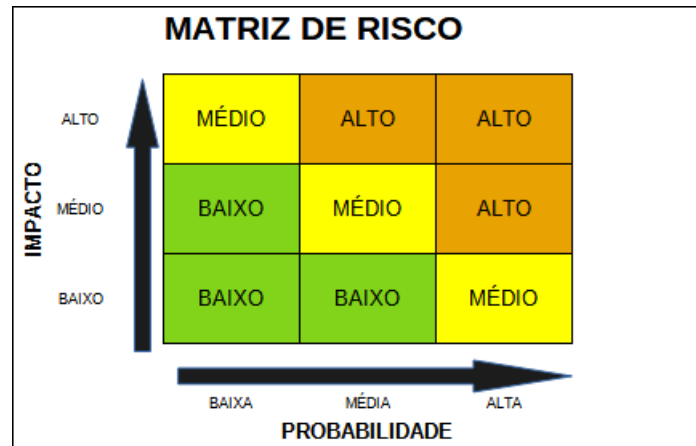 MATRIZ DE RISCO
ALTO MÉDIO ALTO ALTO
IMPACTO
MÉDIO BAIXO MÉDIO ALTO
BAIXO BAIXO BAIXO MÉDIO
BAIXA MÉDIA ALTA
PROBABILIDADE